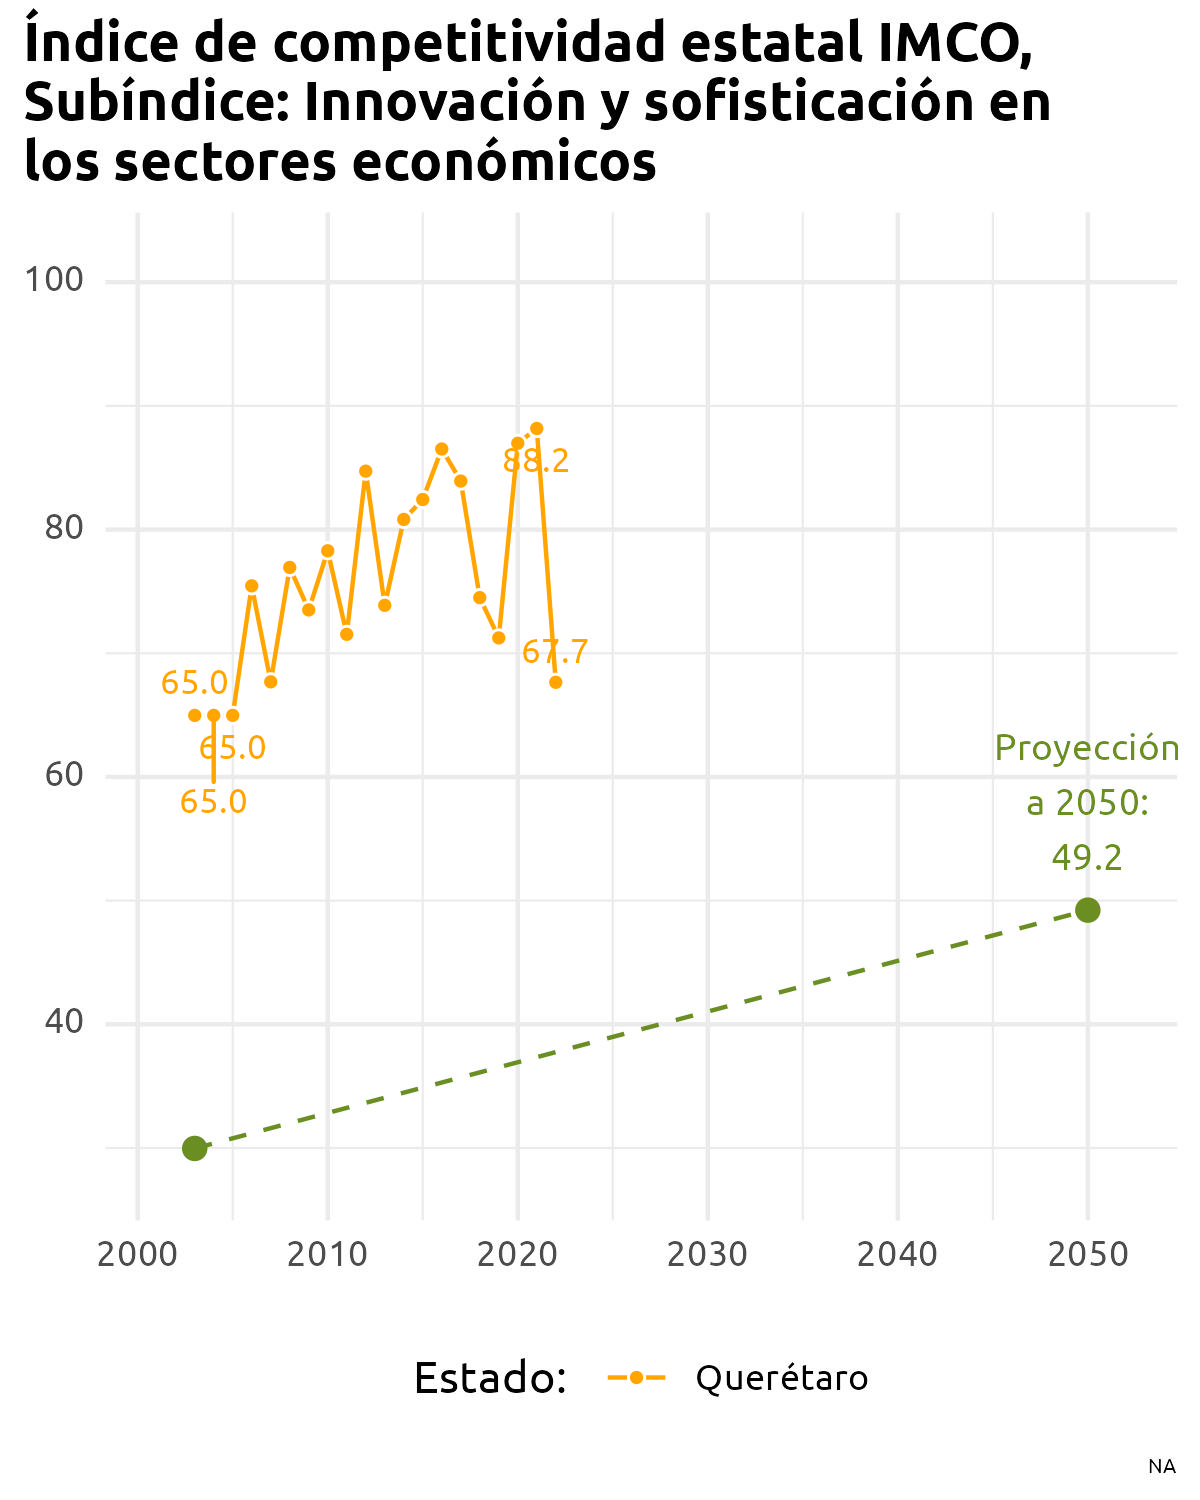 Índice de competitividad estatal IMCO,
Subíndice: Innovación y sofisticación en
los sectores económicos
100
80
60
40
88.2
67.7
65.0
65.0
65.0
Proyección
a 2050:
49.2
2000 2010 2020 2030 2040 2050
Estado: Querétaro
NA